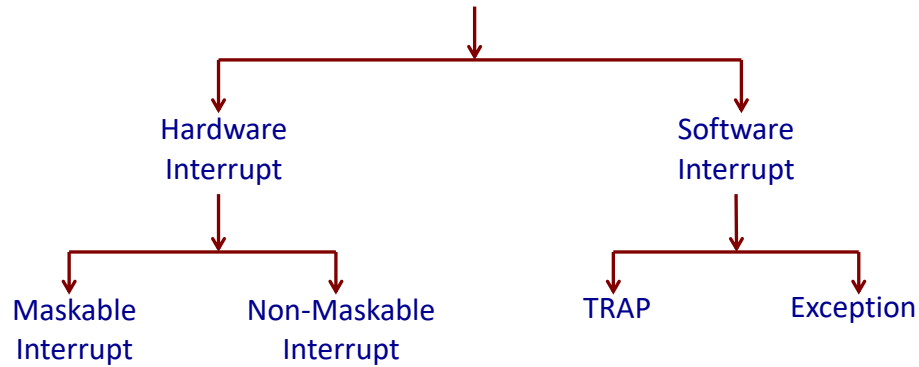 Hardware
Interrupt
Software
Interrupt
Maskable
Interrupt
Non-Maskable
Interrupt
TRAP
Exception